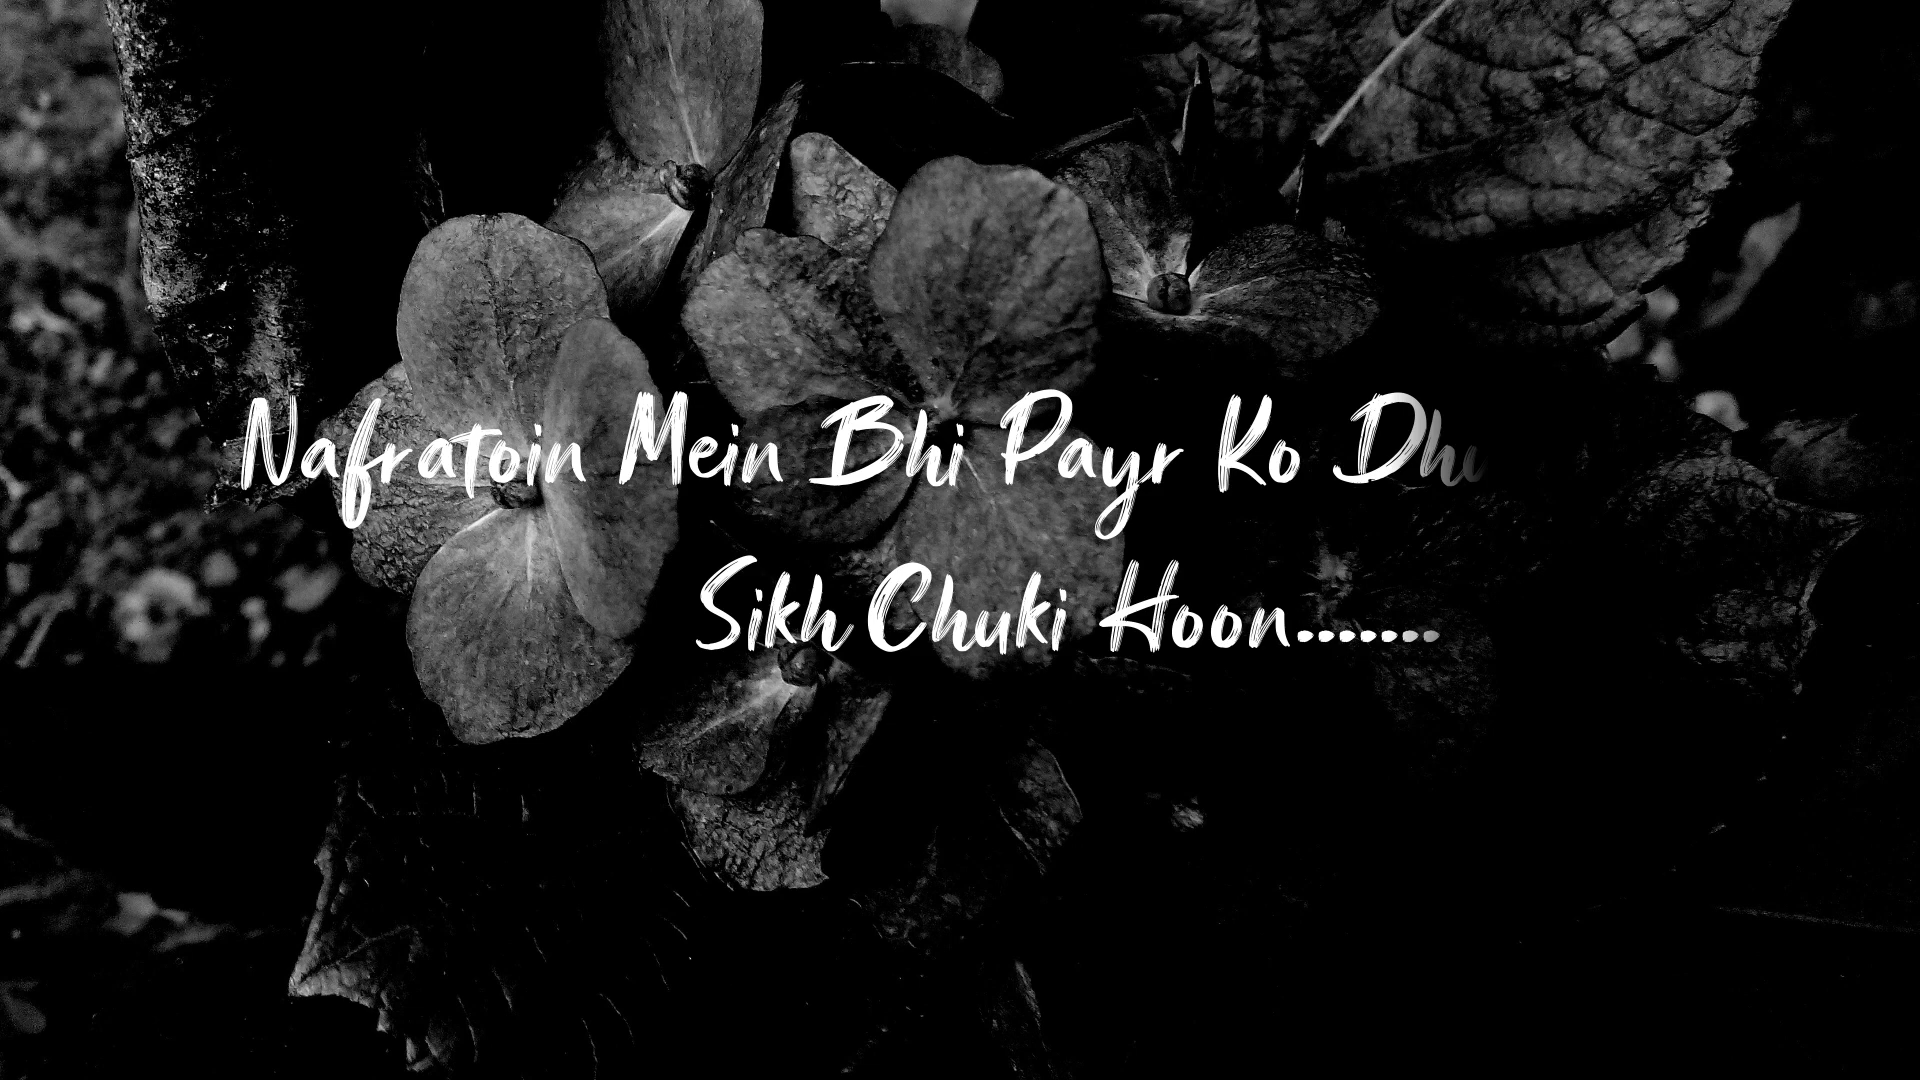 Nafratoin Mein Bhi Payr Ko
Sikh Chuki Hoon.......